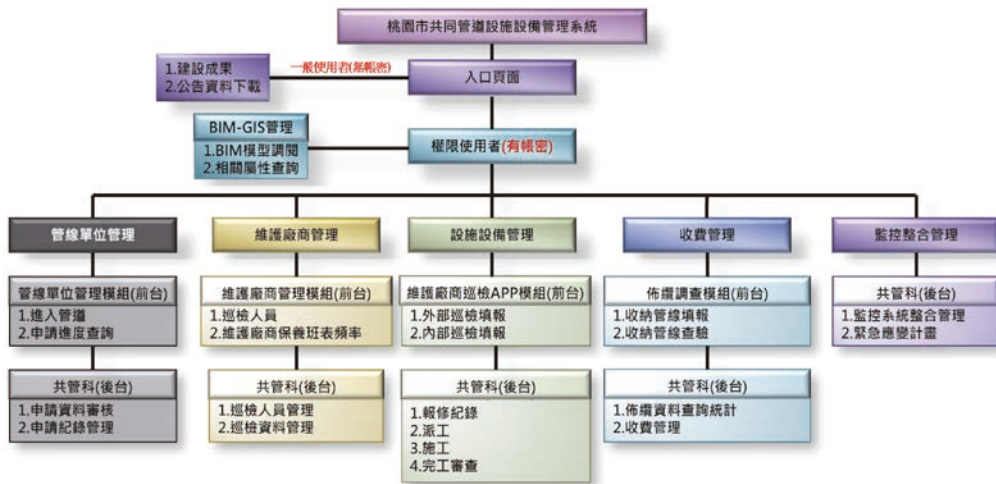 桃園市共同管道設施設備管理系統
一般使用者(無帳密)
1.建設成果
2.公告資料下載
入口頁面
BIM-GIS管理
1.BIM模型調閱
2.相關屬性查詢
權限使用者(有帳密)
管線單位管理
維護廠商管理
設施設備管理
收費管理
監控整合管理
管線單位管理模組(前台)
1.進入管道
2.申請進度查詢
維護廠商管理模組(前台)
1.巡檢人員
2.維護廠商保養班表頻率
維護廠商巡檢APP模組(前台)
1.外部巡檢填報
2.內部巡檢填報
佈纜調查模組(前台)
1.收納管線填報
2.收納管線查驗
共管科(後台)
1.監控系統整合管理
2.緊急應變計畫
共管科(後台)
1.申請資料審核
2.申請紀錄管理
共管科(後台)
1.巡檢人員管理
2.巡檢資料管理
共管科(後台)
1.報修紀錄
2.派工
3.施工
4.完工審查
共管科(後台)
1.佈纜資料查詢統計
2.收費管理